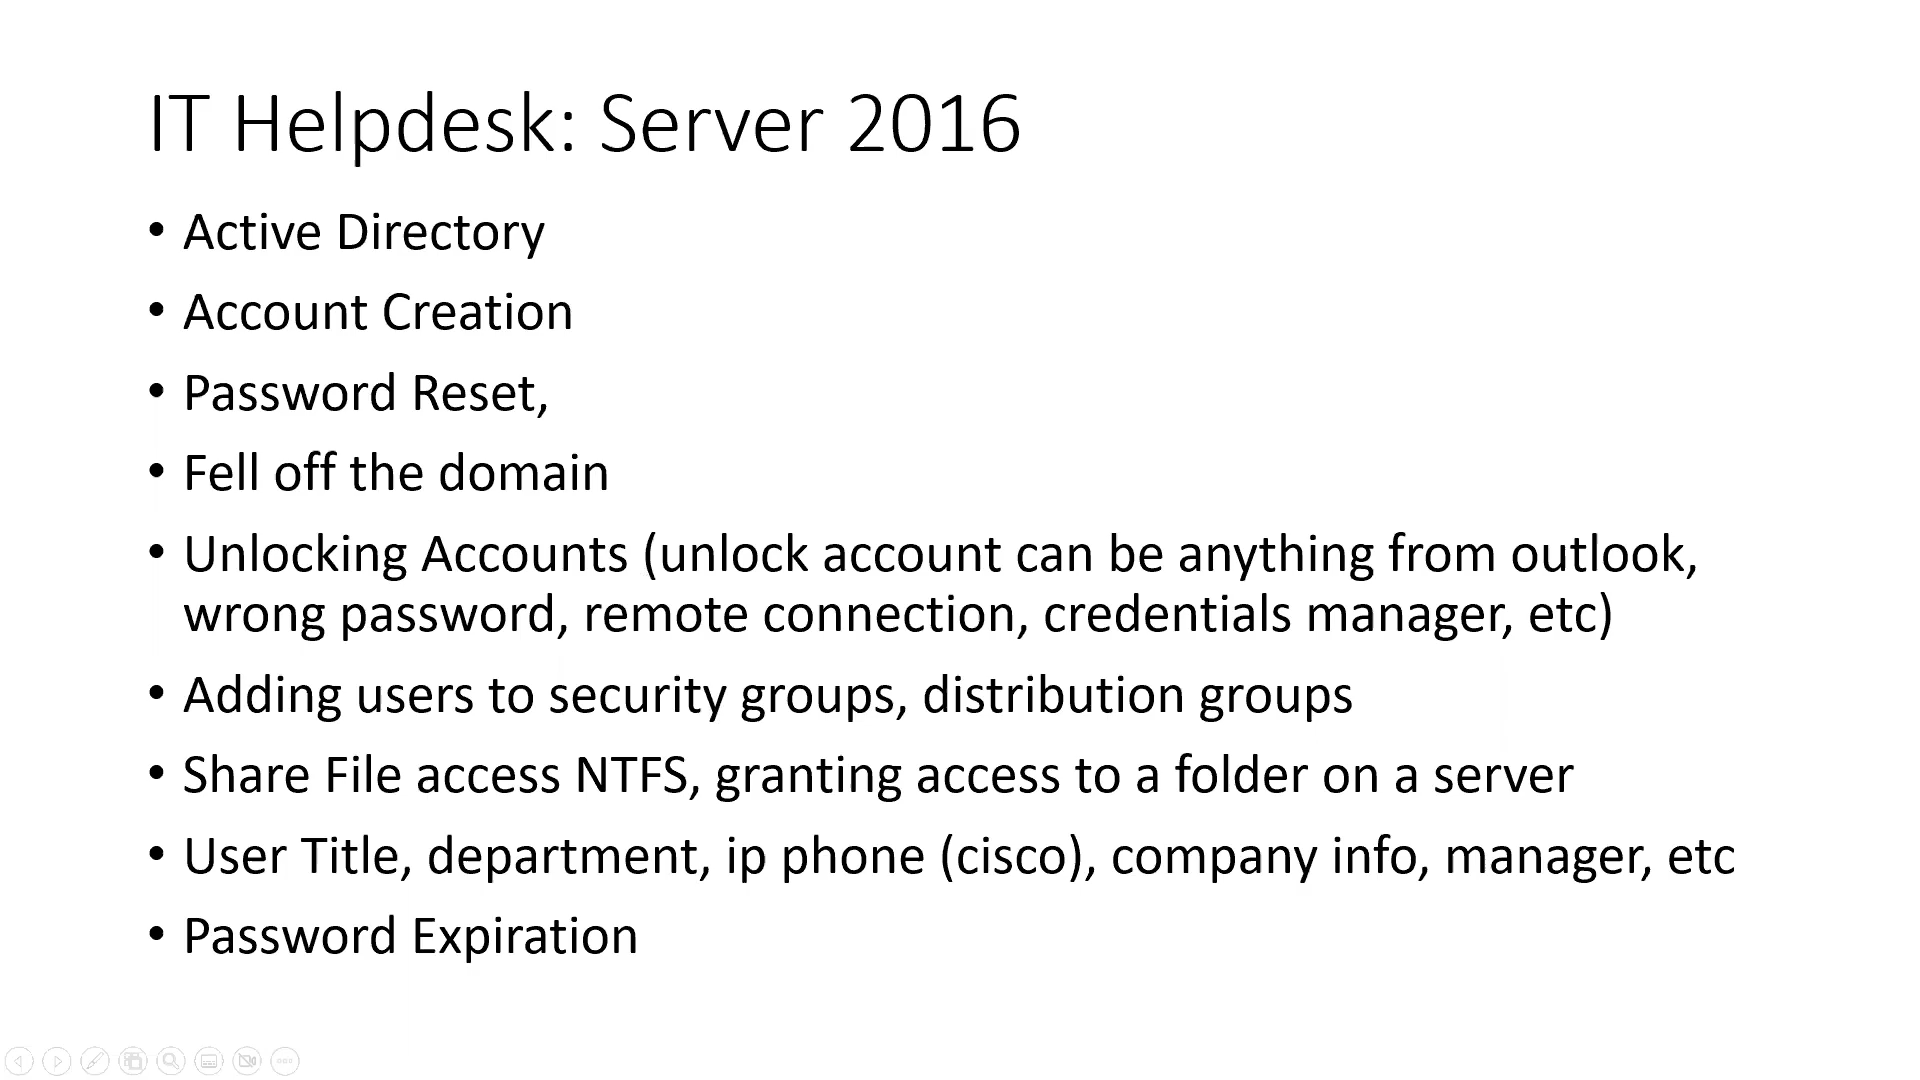 IT Helpdesk: Server 2016
• Active Directory
• Account Creation
• Password Reset,
• Fell off the domain
• Unlocking Accounts (unlock account can be anything from outlook,
wrong password, remote connection, credentials manager, etc)
• Adding users to security groups, distribution groups
• Share File access NTFS, granting access to a folder on a server
• User Title, department, ip phone (cisco), company info, manager, etc
• Password Expiration